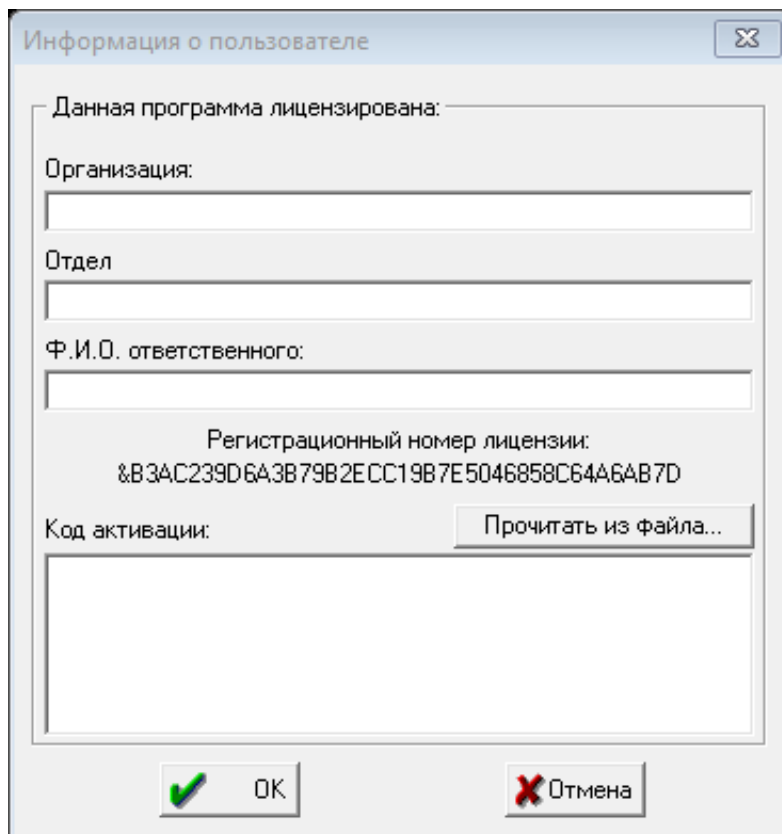 Информация о пользователе
Данная программа лицензирована:
Организация:
Отдел
Ф.И.О. ответственного:
Регистрационный номер лицензии:
&B3AC239D6A3B79B2ECC19B7E5046858C64A6AB7D
Код активации:
Прочитать из файла...
OK
Отмена